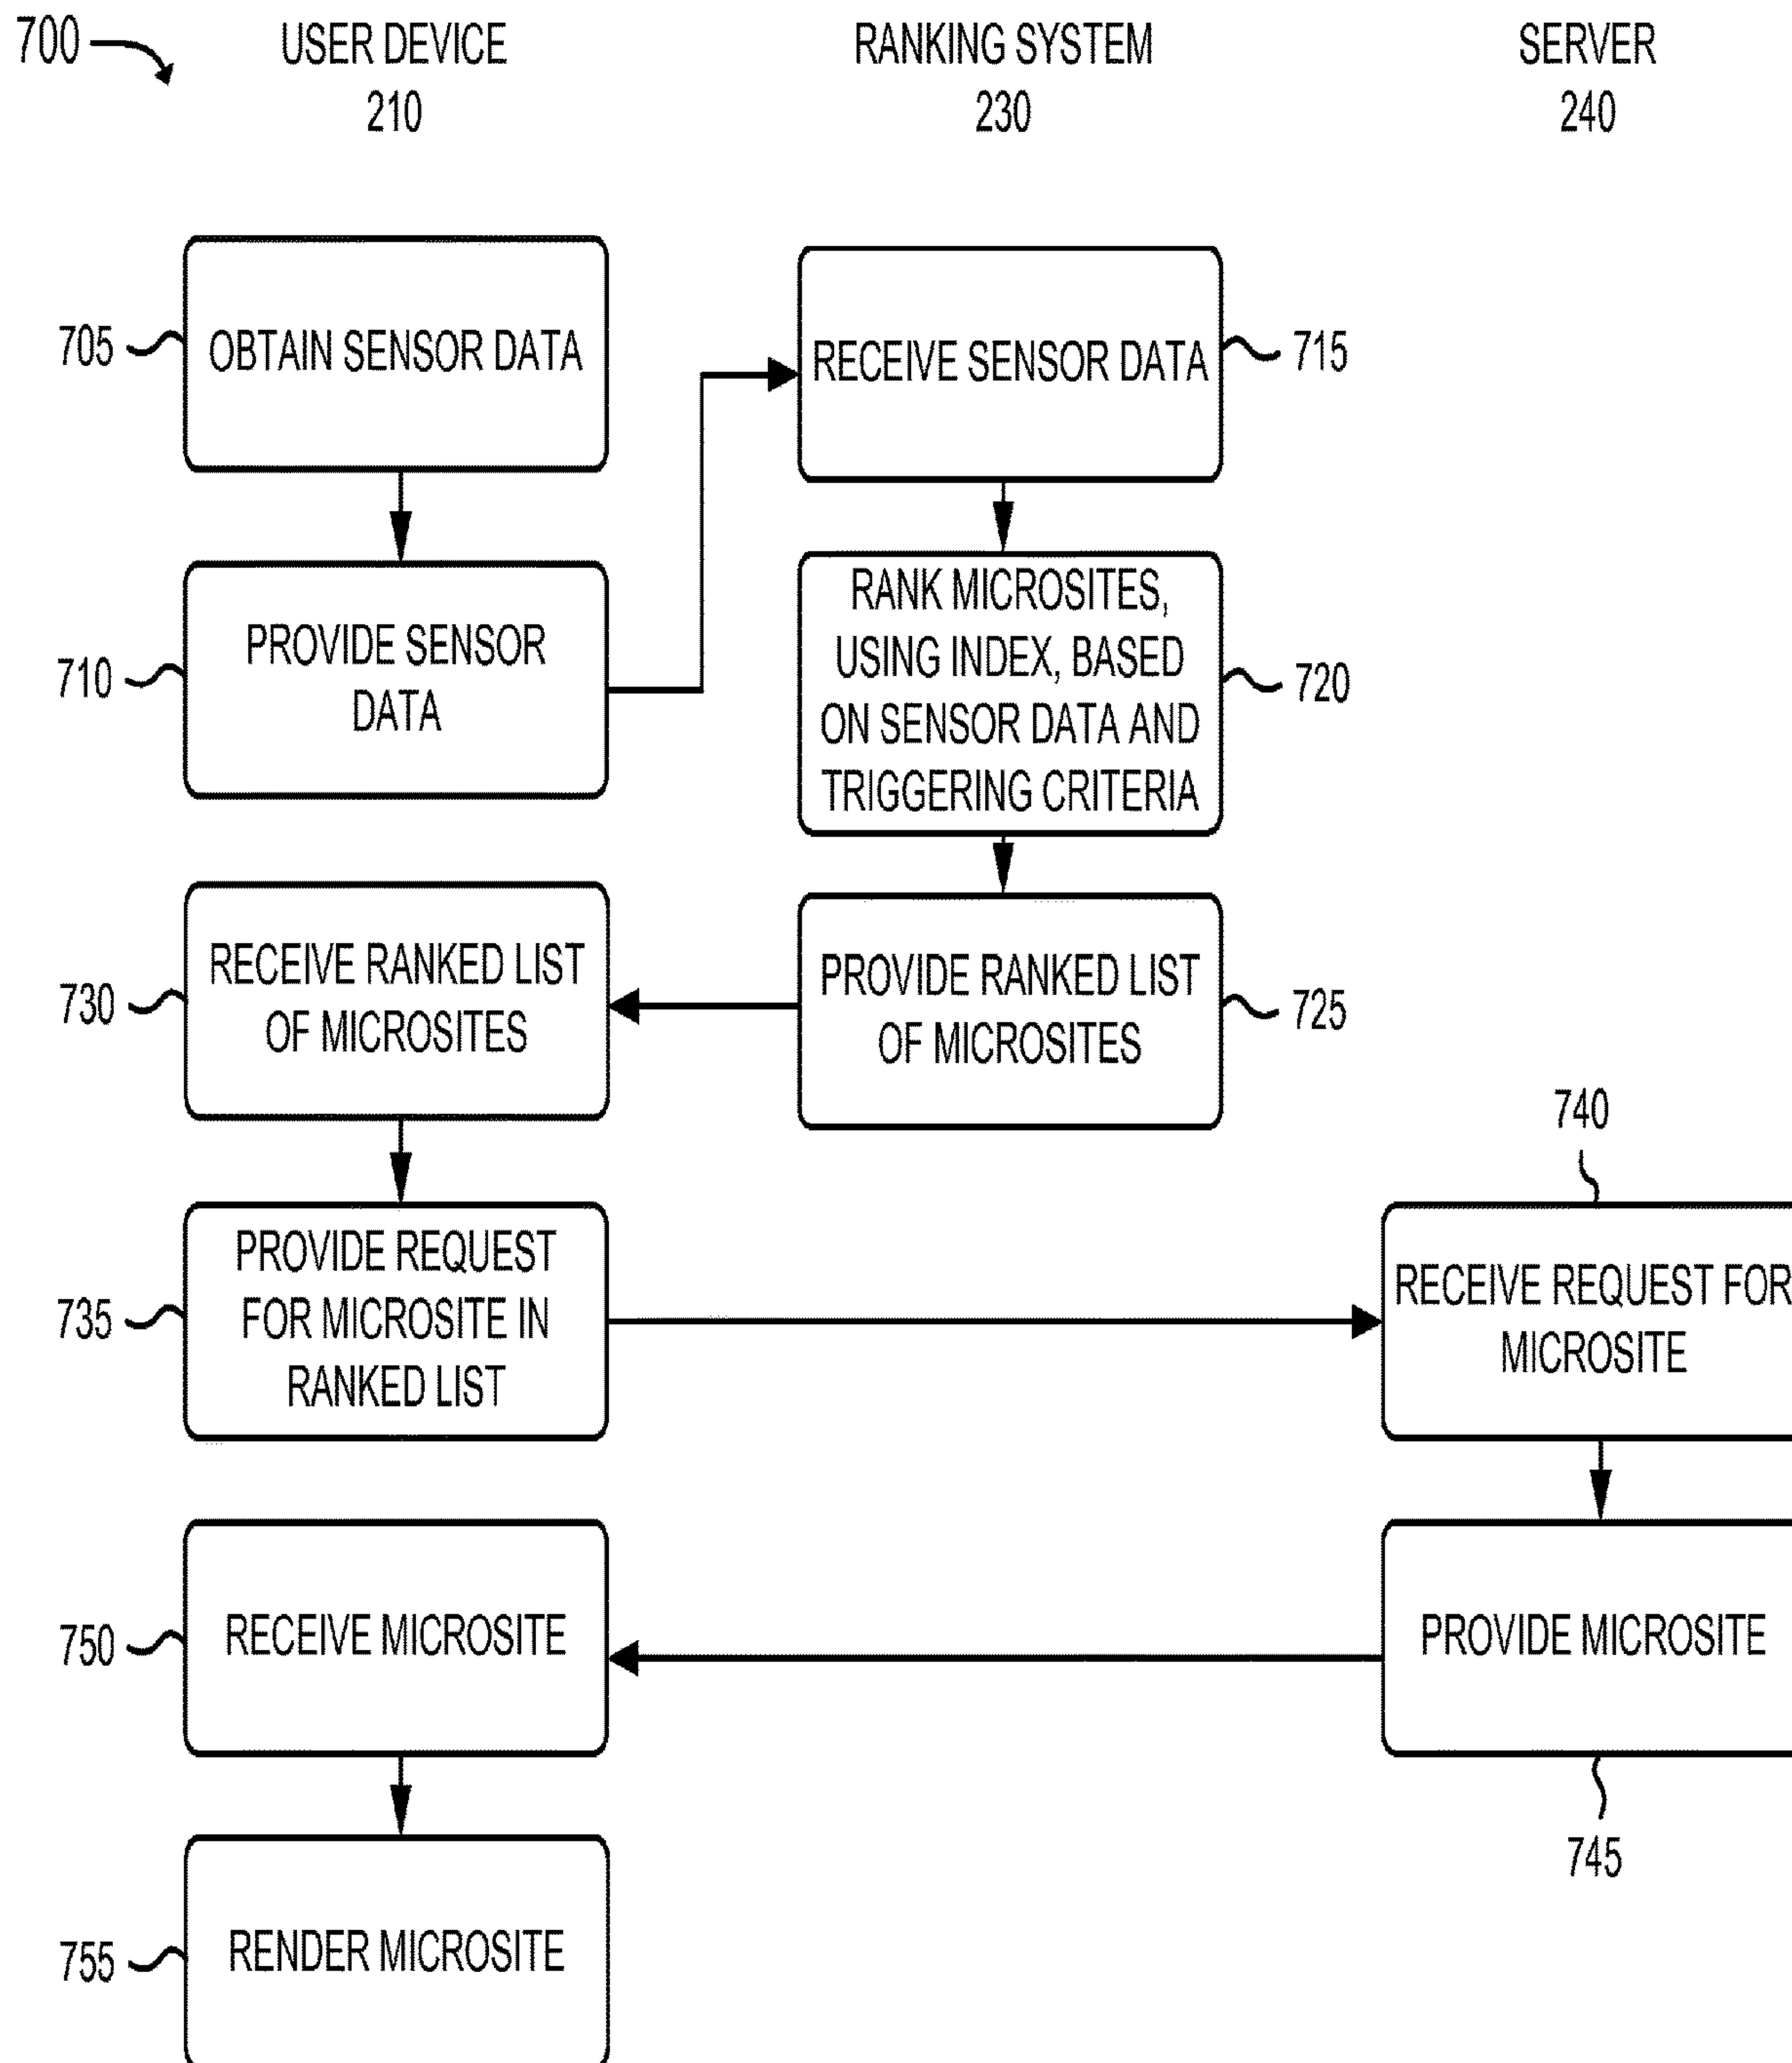 700
USER DEVICE
210
RANKING SYSTEM
230
SERVER
240
705
OBTAIN SENSOR DATA
RECEIVE SENSOR DATA
715
710
PROVIDE SENSOR
DATA
RANK MICROSITES,
USING INDEX, BASED
ON SENSOR DATA AND
TRIGGERING CRITERIA
720
730
RECEIVE RANKED LIST
OF MICROSITES
PROVIDE RANKED LIST
OF MICROSITES
725
735
PROVIDE REQUEST
FOR MICROSITE IN
RANKED LIST
740
RECEIVE REQUEST FOR
MICROSITE
750
RECEIVE MICROSITE
PROVIDE MICROSITE
745
755
RENDER MICROSITE